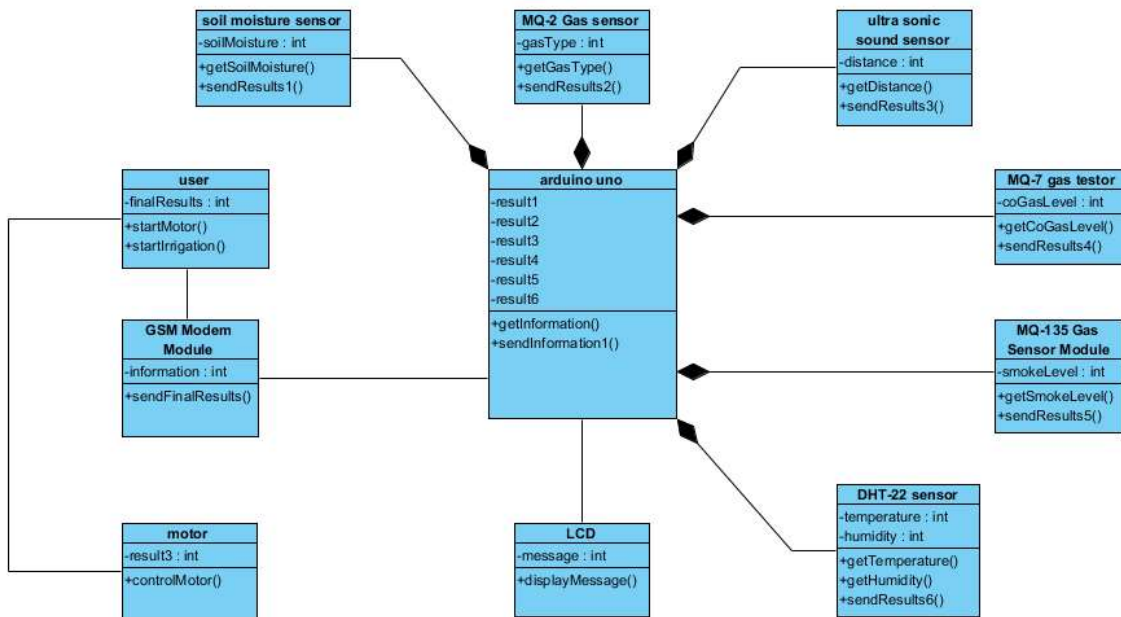 soil moisture sensor
-soilMoisture : int
+getSoilMoisture()
+sendResults1()
MQ-2 Gas sensor
-gasType : int
+getGasType()
+sendResults2()
ultra sonic
sound sensor
-distance : int
+getDistance()
+sendResults3()
user
-finalResults : int
+startMotor()
+startIrrigation()
arduino uno
-result1
-result2
-result3
-result4
-result5
-result6
+getInformation()
+sendInformation1()
MQ-7 gas testor
-coGasLevel : int
+getCoGasLevel()
+sendResults4()
GSM Modem
Module
-information : int
+sendFinalResults()
MQ-135 Gas
Sensor Module
-smokeLevel : int
+getSmokeLevel()
+sendResults5()
motor
-result3 : int
+controlMotor()
LCD
-message : int
+displayMessage()
DHT-22 sensor
-temperature : int
-humidity : int
+getTemperature()
+getHumidity()
+sendResults6()